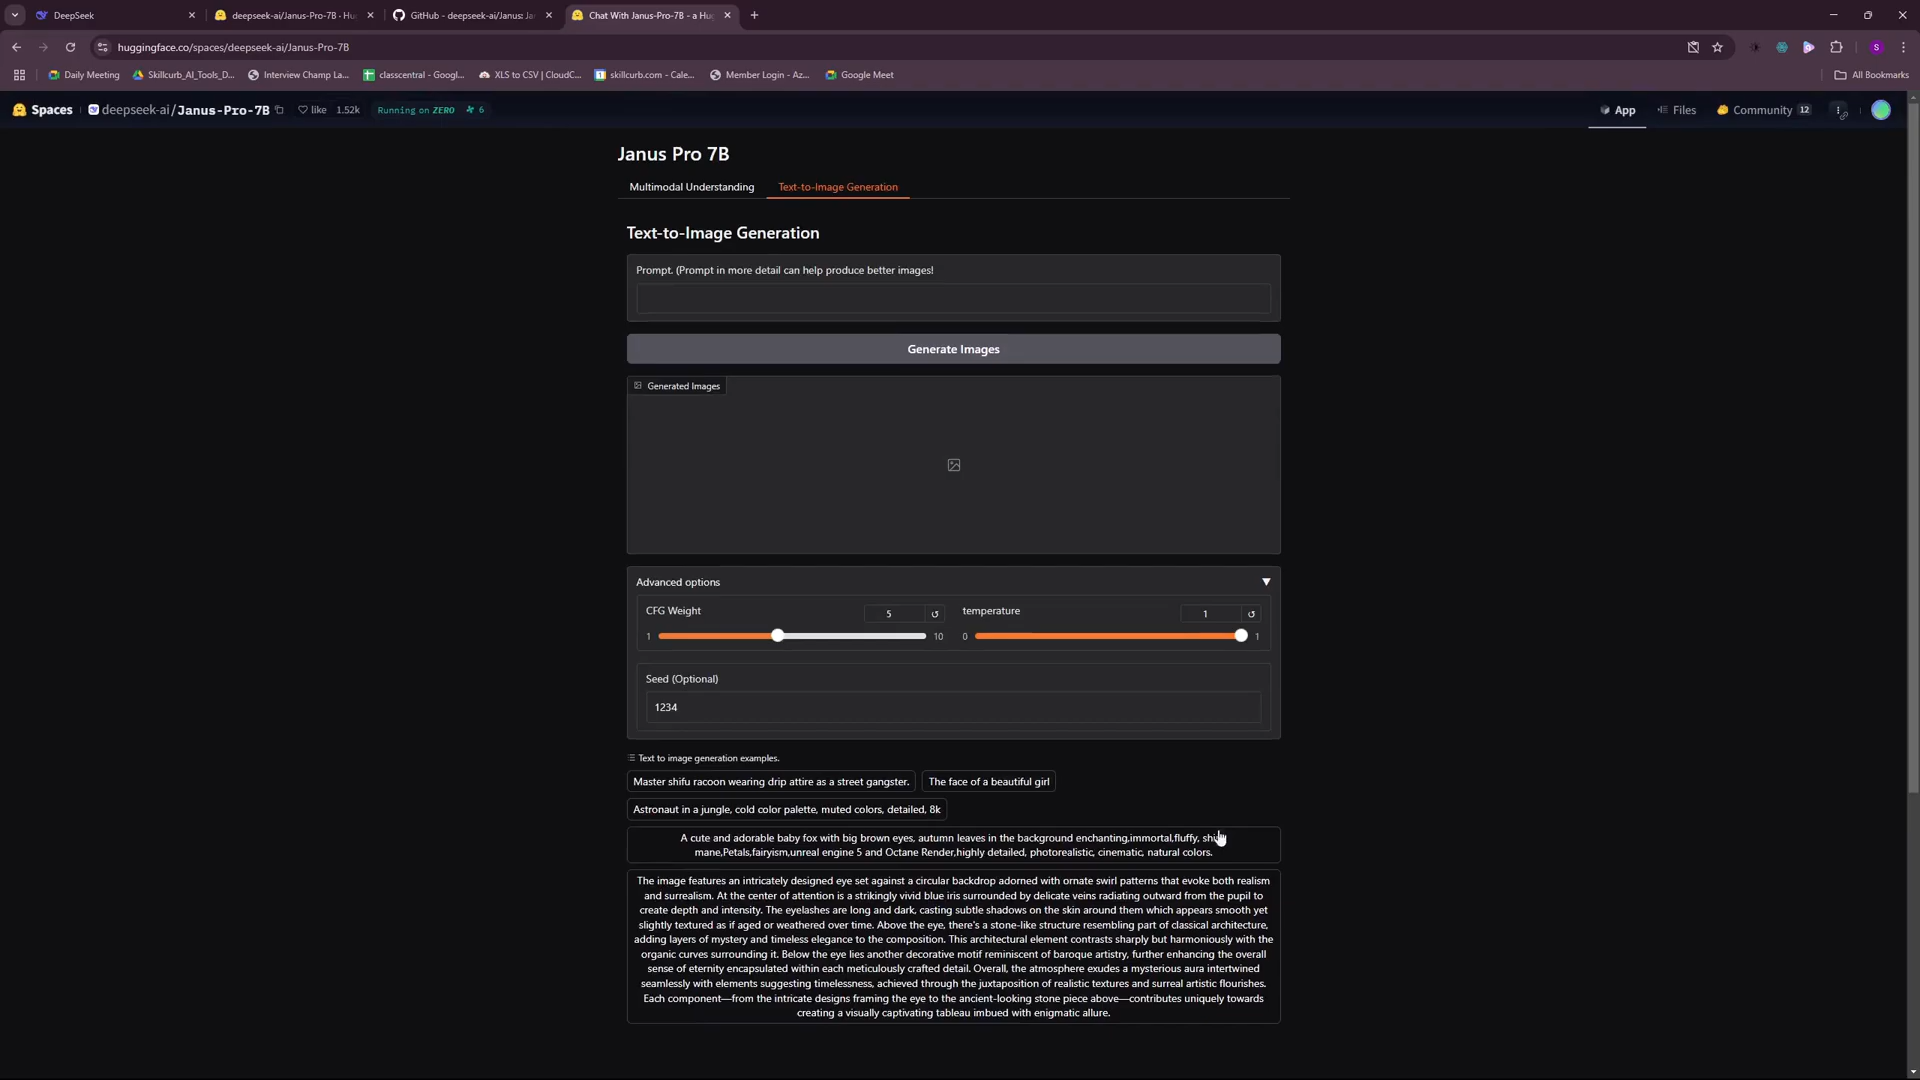 DeepSeek
deepseek-ai/Janus-Pro-7B · Hu
GitHub - deepseek-ai/Janus: Ja
Chat With Janus-Pro-7B - a Hu
huggingface.co/spaces/deepseek-ai/Janus-Pro-7B
Daily Meeting
Skillcurb_AI_Tools_D...
Interview Champ La...
classcentral - Googl...
XLS to CSV | CloudC...
skillcurb.com - Cale...
Member Login - Az...
Google Meet
All Bookmarks
Spaces
deepseek-ai/Janus-Pro-7B
like 1.52k
Running on ZERO 6
App
Files
Community 12
Janus Pro 7B
Multimodal Understanding
Text-to-Image Generation
Text-to-Image Generation
Prompt. (Prompt in more detail can help produce better images!
Generate Images
Generated Images
Advanced options
CFG Weight 5
temperature 1
1 10
0 1
Seed (Optional)
1234
Text to image generation examples.
Master shifu racoon wearing drip attire as a street gangster.
The face of a beautiful girl
Astronaut in a jungle, cold color palette, muted colors, detailed, 8k
A cute and adorable baby fox with big brown eyes, autumn leaves in the background enchanting,immortal,fluffy,
mane,Petals,fairyism,unreal engine 5 and Octane Render,highly detailed, photorealistic, cinematic, natural colors.
The image features an intricately designed eye set against a circular backdrop adorned with ornate swirl patterns that evoke both realism
and surrealism. At the center of attention is a strikingly vivid blue iris surrounded by delicate veins radiating outward from the pupil to
create depth and intensity. The eyelashes are long and dark, casting subtle shadows on the skin around them which appears smooth yet
slightly textured as if aged or weathered over time. Above the eye, there's a stone-like structure resembling part of classical architecture,
adding layers of mystery and timeless elegance to the composition. This architectural element contrasts sharply but harmoniously with the
organic curves surrounding it. Below the eye lies another decorative motif reminiscent of baroque artistry, further enhancing the overall
sense of eternity encapsulated within each meticulously crafted detail. Overall, the atmosphere exudes a mysterious aura intertwined
seamlessly with elements suggesting timelessness, achieved through the juxtaposition of realistic textures and surreal artistic flourishes.
Each component—from the intricate designs framing the eye to the ancient-looking stone piece above—contributes uniquely towards
creating a visually captivating tableau imbued with enigmatic allure.